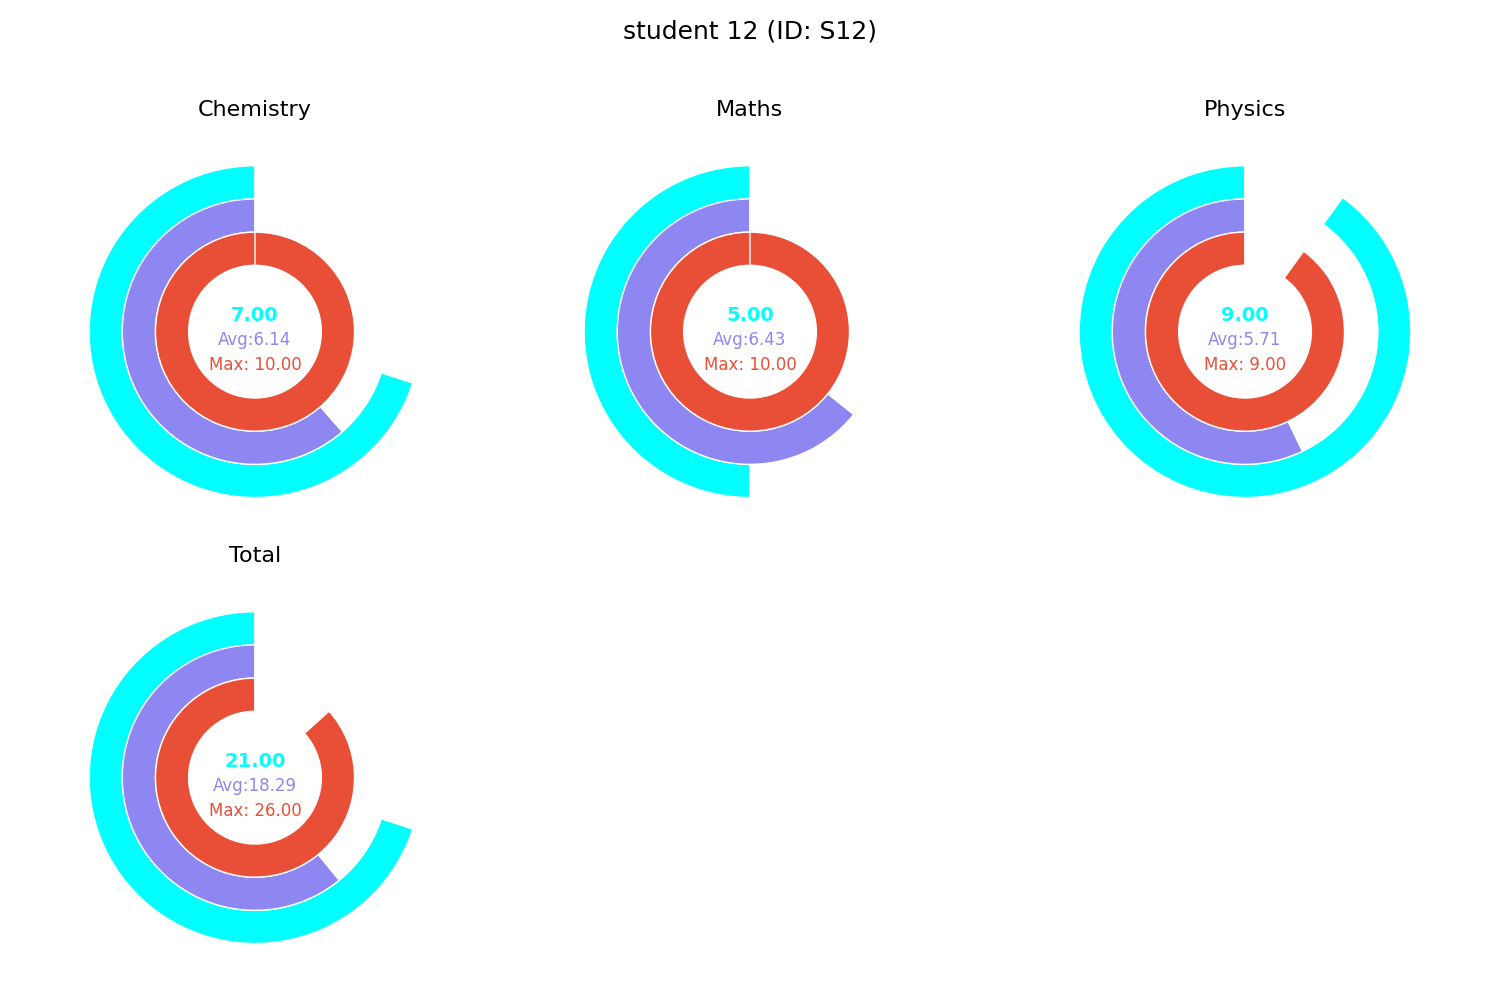 student 12 (ID: S12)
Chemistry
7.00
Avg:6.14
Max: 10.00
Maths
5.00
Avg:6.43
Max: 10.00
Physics
9.00
Avg:5.71
Max: 9.00
Total
21.00
Avg:18.29
Max: 26.00